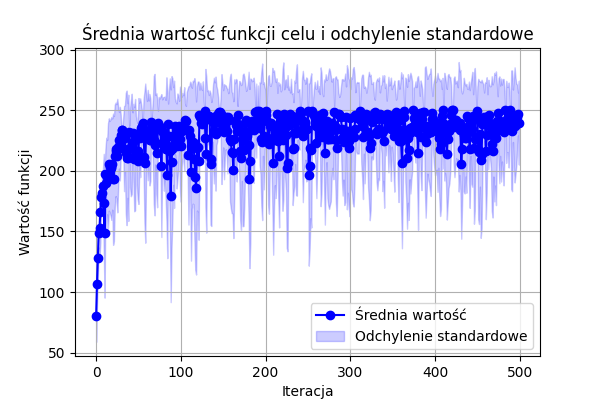 Średnia wartość funkcji celu i odchylenie standardowe
300
250
200
150
100
50
Wartość funkcji
Średnia wartość
Odchylenie standardowe
0 100 200 300 400 500
Iteracja